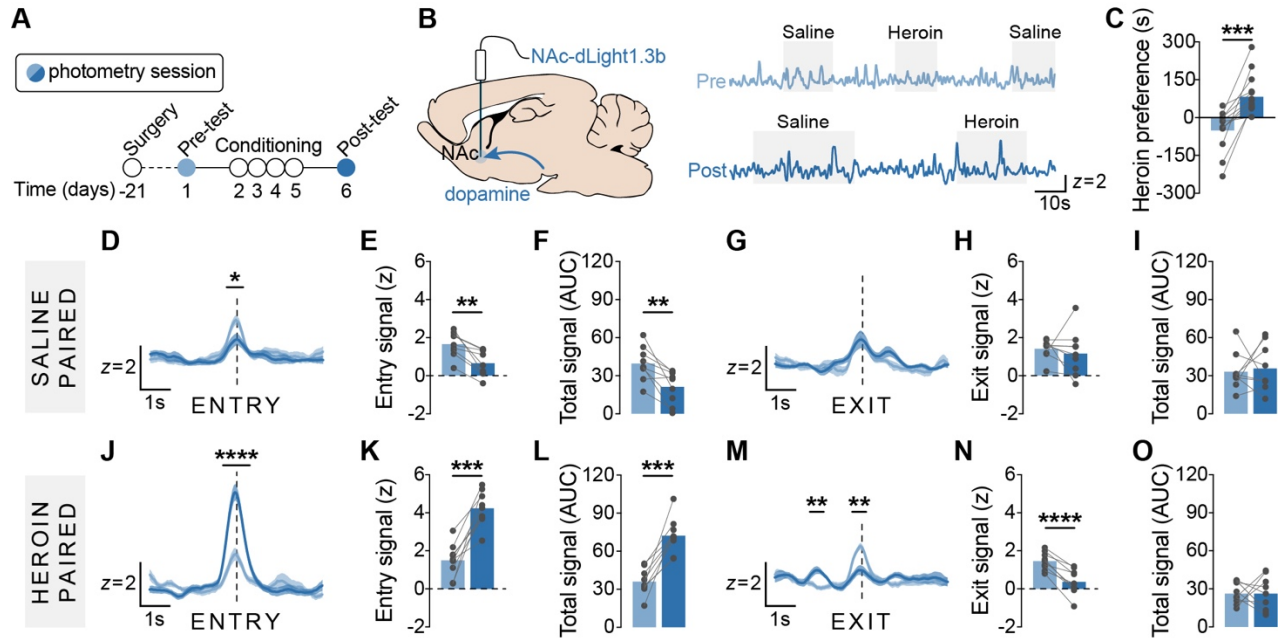 A
photometry session
Surgery
Pre-test
Conditioning
Post-test
Time (days) -21 1 2 3 4 5 6
B
NAc-dLight1.3b
NAc
dopamine
Saline Heroin Saline
Pre
Saline Heroin
Post
z=2
10s
C
Heroin preference (s)
***
300
150
0
-150
-300
SALINE
PAIRED
D
*
z=2
1s
ENTRY
E
Entry signal (z)
**
6
4
2
0
-2
F
Total signal (AUC)
**
120
90
60
30
0
G
z=2
1s
EXIT
H
Exit signal (z)
6
4
2
0
-2
I
Total signal (AUC)
120
90
60
30
0
HEROIN
PAIRED
J
****
z=2
1s
ENTRY
K
Entry signal (z)
***
6
4
2
0
-2
L
Total signal (AUC)
***
120
90
60
30
0
M
** **
z=2
1s
EXIT
N
Exit signal (z)
****
6
4
2
0
-2
O
Total signal (AUC)
120
90
60
30
0